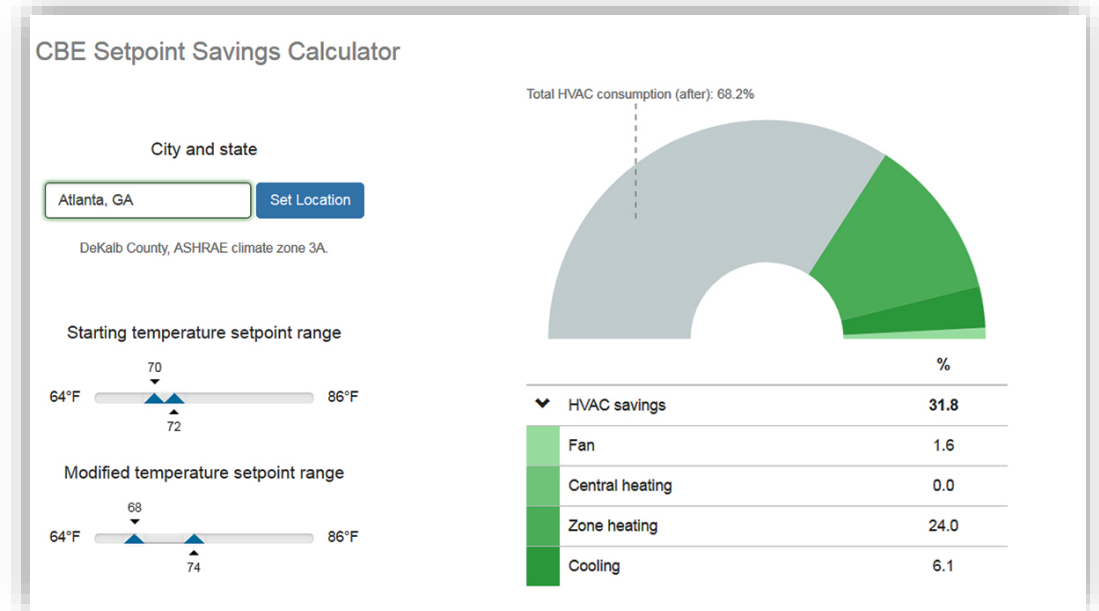 CBE Setpoint Savings Calculator
City and state
Atlanta, GA
Set Location
DeKalb County, ASHRAE climate zone 3A.
Starting temperature setpoint range
70
64°F
86°F
72
Modified temperature setpoint range
68
64°F
86°F
74
Total HVAC consumption (after): 68.2%
%
HVAC savings 31.8
Fan 1.6
Central heating 0.0
Zone heating 24.0
Cooling 6.1